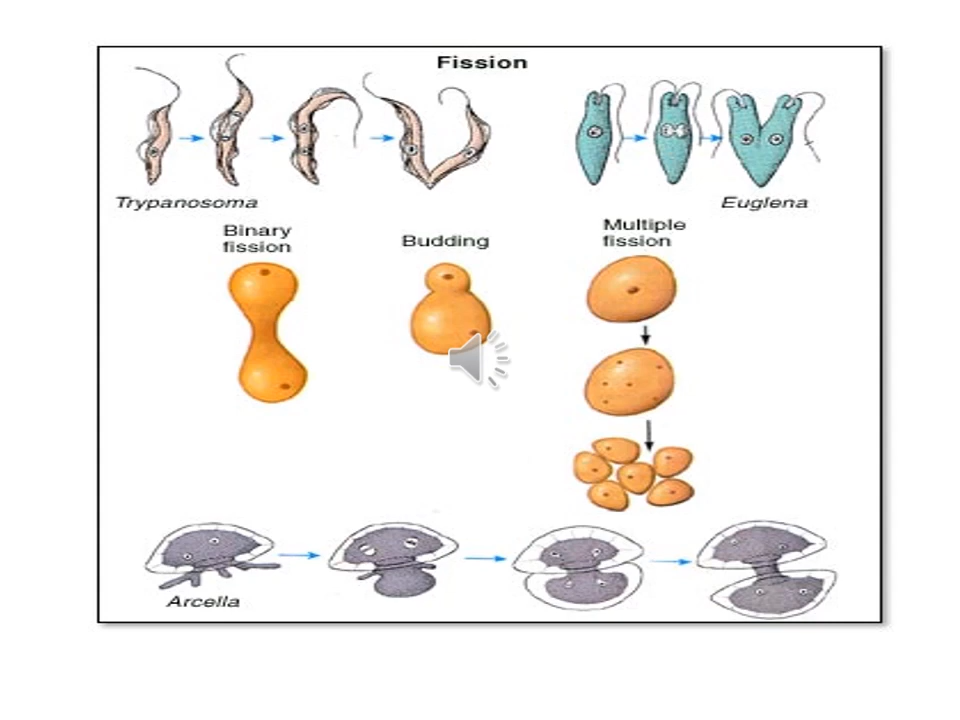 Fission
Trypanosoma
Euglena
Binary
fission
Budding
Multiple
fission
Arcella